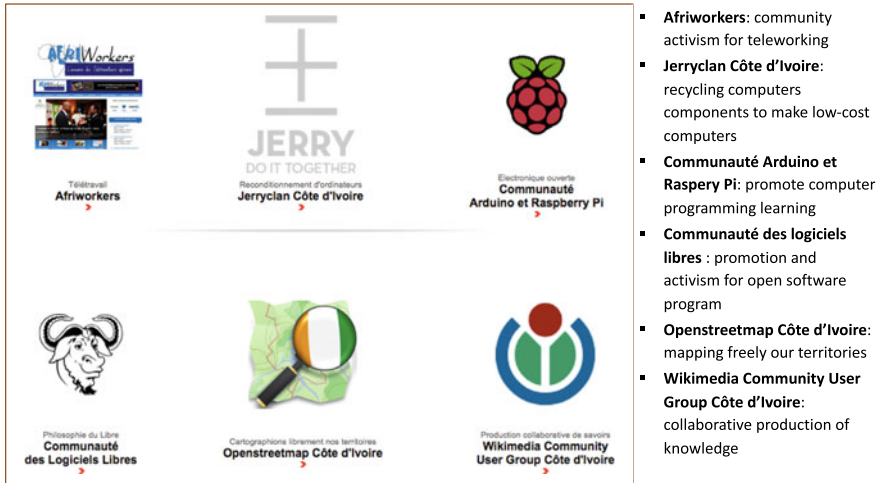 AFRIWorkers
JERRY
DO IT TOGETHER
Télétravail
Afriworkers
Reconditionnement d'ordinateurs
Jerryclan Côte d'Ivoire
Electronique ouverte
Communauté
Arduino et Raspberry Pi
Philosophie du Libre
Communauté
des Logiciels Libres
Cartographions librement nos territoires
Openstreetmap Côte d'Ivoire
Production collaborative de savoirs
Wikimedia Community
User Group Côte d'Ivoire
▪ Afriworkers: community
activism for teleworking
▪ Jerryclan Côte d'Ivoire:
recycling computers
components to make low-cost
computers
▪ Communauté Arduino et
Raspery Pi: promote computer
programming learning
▪ Communauté des logiciels
libres : promotion and
activism for open software
program
▪ Openstreetmap Côte d'Ivoire:
mapping freely our territories
▪ Wikimedia Community User
Group Côte d'Ivoire:
collaborative production of
knowledge